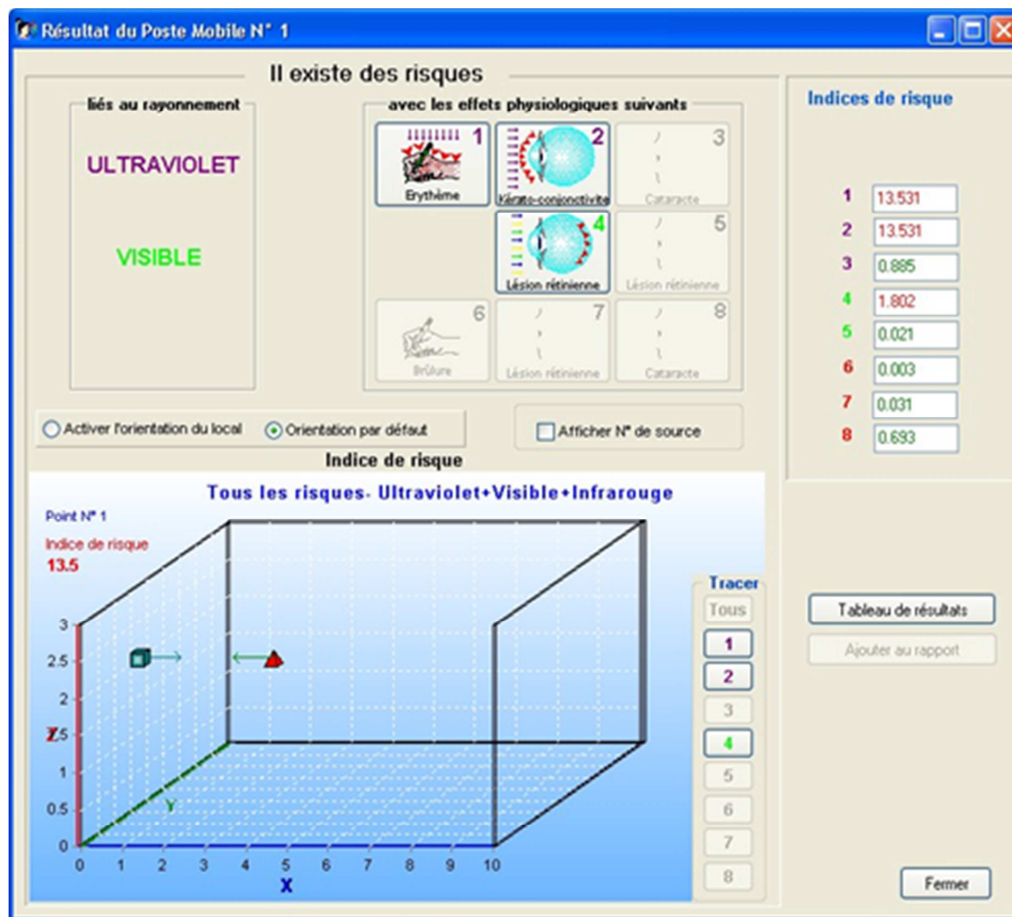 Résultat du Poste Mobile N° 1
Il existe des risques
liés au rayonnement
ULTRAVIOLET
VISIBLE
avec les effets physiologiques suivants
1
Erythème
2
Kérato-conjonctivite
3
Cataracte
4
Lésion rétinienne
5
Lésion rétinienne
6
Brûlure
7
Lésion rétinienne
8
Cataracte
Indices de risque
1 13.531
2 13.531
3 0.885
4 1.802
5 0.021
6 0.003
7 0.031
8 0.693
Activer l'orientation du local
Orientation par défaut
Afficher N° de source
Indice de risque
Tous les risques- Ultraviolet+Visible+Infrarouge
Point N° 1
Indice de risque
13.5
3
2.5
2
Z
1.5
1
0.5
0
Y
0 1 2 3 4 5 6 7 8 9 10
X
Tracer
Tous
1
2
3
4
5
6
7
8
Tableau de résultats
Ajouter au rapport
Fermer